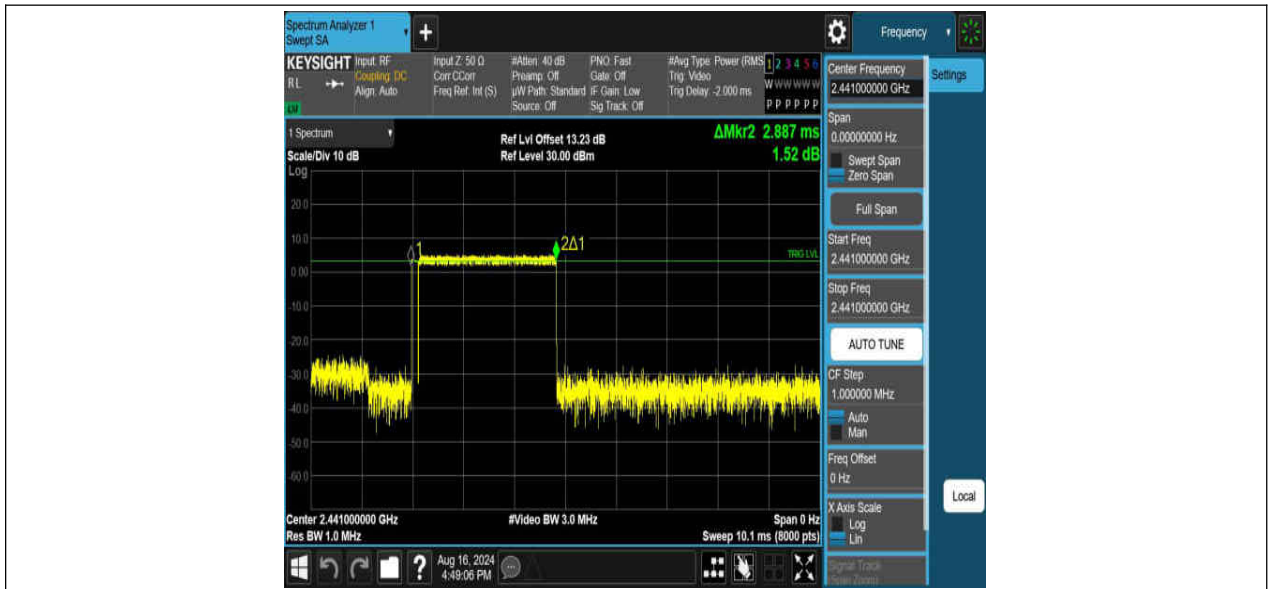 Spectrum Analyzer 1
Swept SA
+
Frequency
KEYSIGHT
RL
LXI
Input: RF
Coupling: DC
Align: Auto
Input Z: 50 Ω
Corr CCorr
Freq Ref: Int (S)
#Atten: 40 dB
Preamp: Off
µW Path: Standard
Source: Off
PNO: Fast
Gate: Off
IF Gain: Low
Sig Track: Off
#Avg Type: Power (RMS
Trig: Video
Trig Delay: -2.000 ms
1 2 3 4 5 6
W W W W W W
P P P P P P
1 Spectrum
Scale/Div 10 dB
Log
Ref Lvl Offset 13.23 dB
Ref Level 30.00 dBm
ΔMkr2 2.887 ms
1.52 dB
20.0
10.0
0.00
-10.0
-20.0
-30.0
-40.0
-50.0
-60.0
1
2Δ1
TRIG LVL
Center 2.441000000 GHz
Res BW 1.0 MHz
#Video BW 3.0 MHz
Span 0 Hz
Sweep 10.1 ms (8000 pts)
Aug 16, 2024
4:49:06 PM
?
Center Frequency
2.441000000 GHz
Span
0.00000000 Hz
Swept Span
Zero Span
Full Span
Start Freq
2.441000000 GHz
Stop Freq
2.441000000 GHz
AUTO TUNE
CF Step
1.000000 MHz
Auto
Man
Freq Offset
0 Hz
X Axis Scale
Log
Lin
Signal Track
(Span Zoom)
Settings
Local